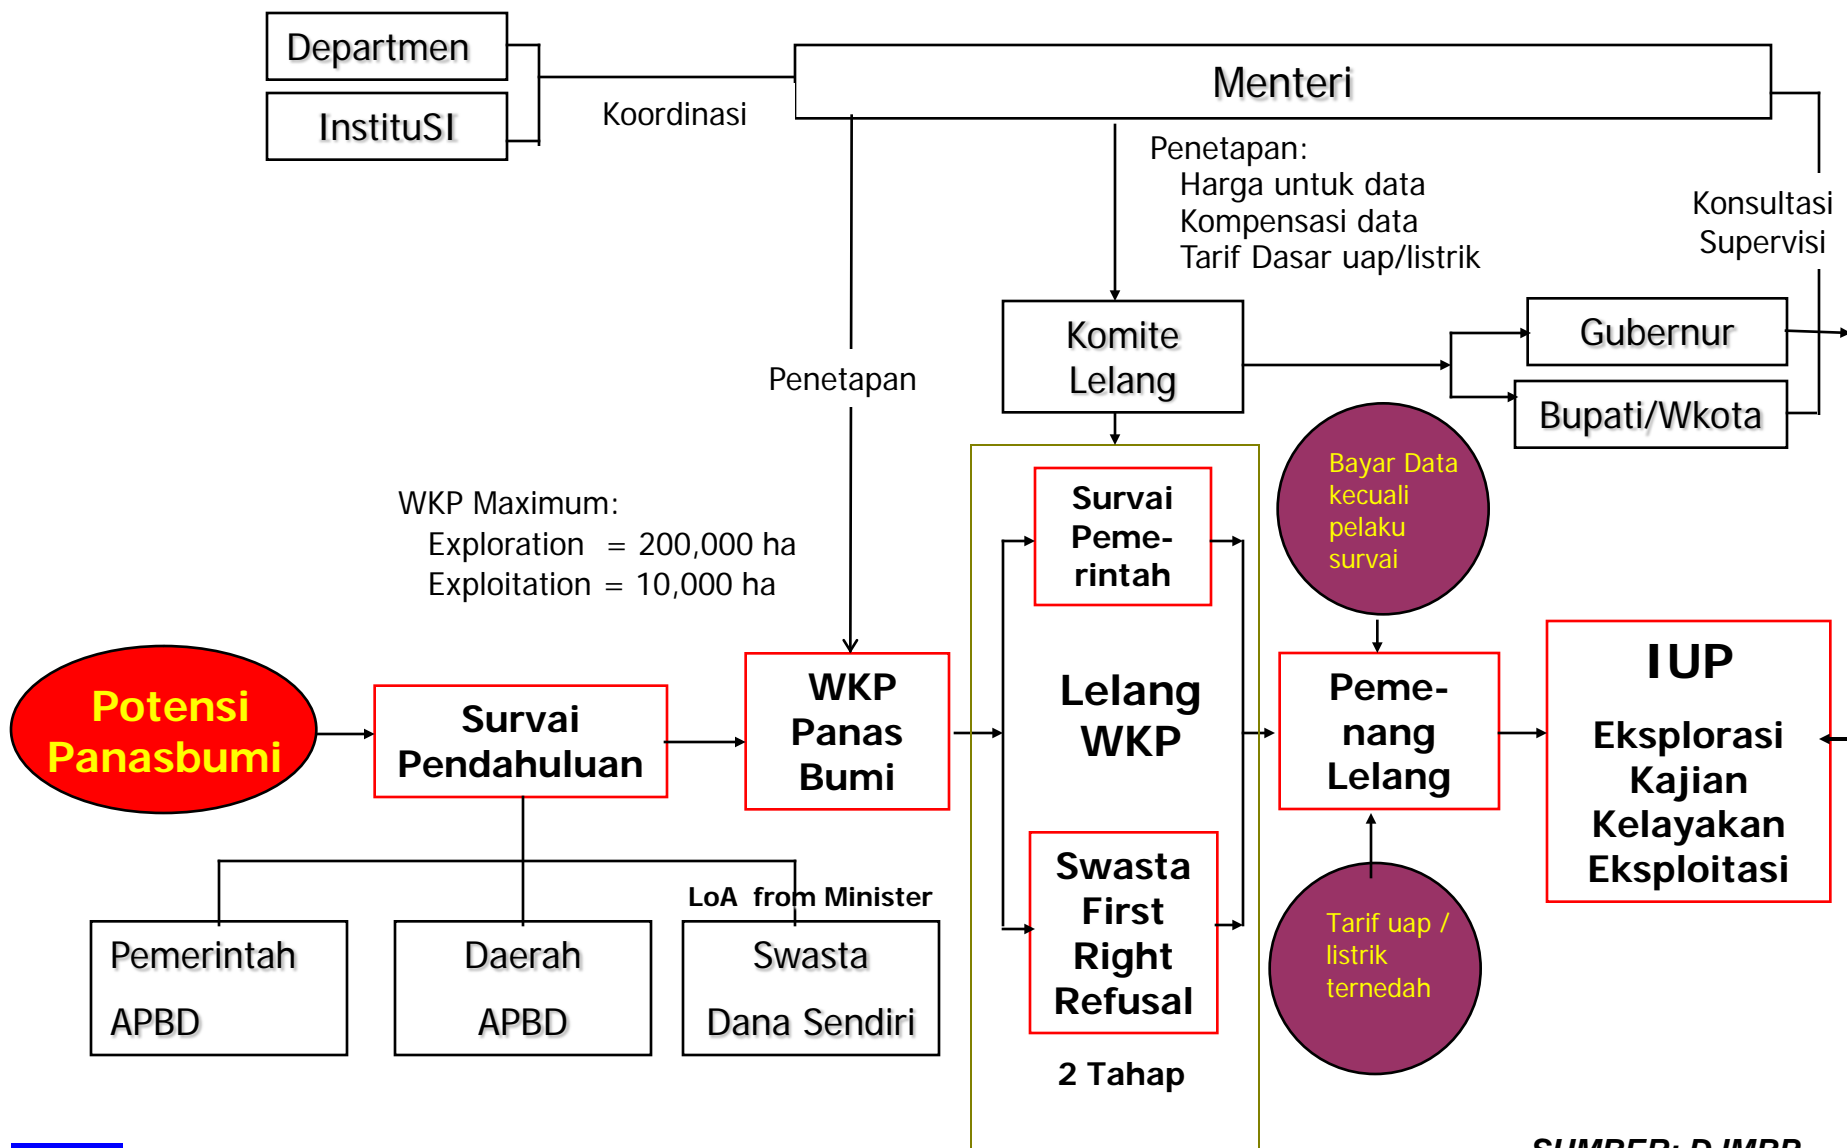 Departmen
InstituSI
Koordinasi
Menteri
Penetapan:
Harga untuk data
Kompensasi data
Tarif Dasar uap/listrik
Konsultasi
Supervisi
Penetapan
Komite
Lelang
Gubernur
Bupati/Wkota
WKP Maximum:
Exploration = 200,000 ha
Exploitation = 10,000 ha
Survai
Peme-
rintah
Bayar Data
kecuali
pelaku
survai
Potensi
Panasbumi
Survai
Pendahuluan
WKP
Panas
Bumi
Lelang
WKP
Peme-
nang
Lelang
IUP
Eksplorasi
Kajian
Kelayakan
Eksploitasi
LoA from Minister
Pemerintah
APBD
Daerah
APBD
Swasta
Dana Sendiri
Swasta
First
Right
Refusal
2 Tahap
Tarif uap /
listrik
ternedah
SUMBER: